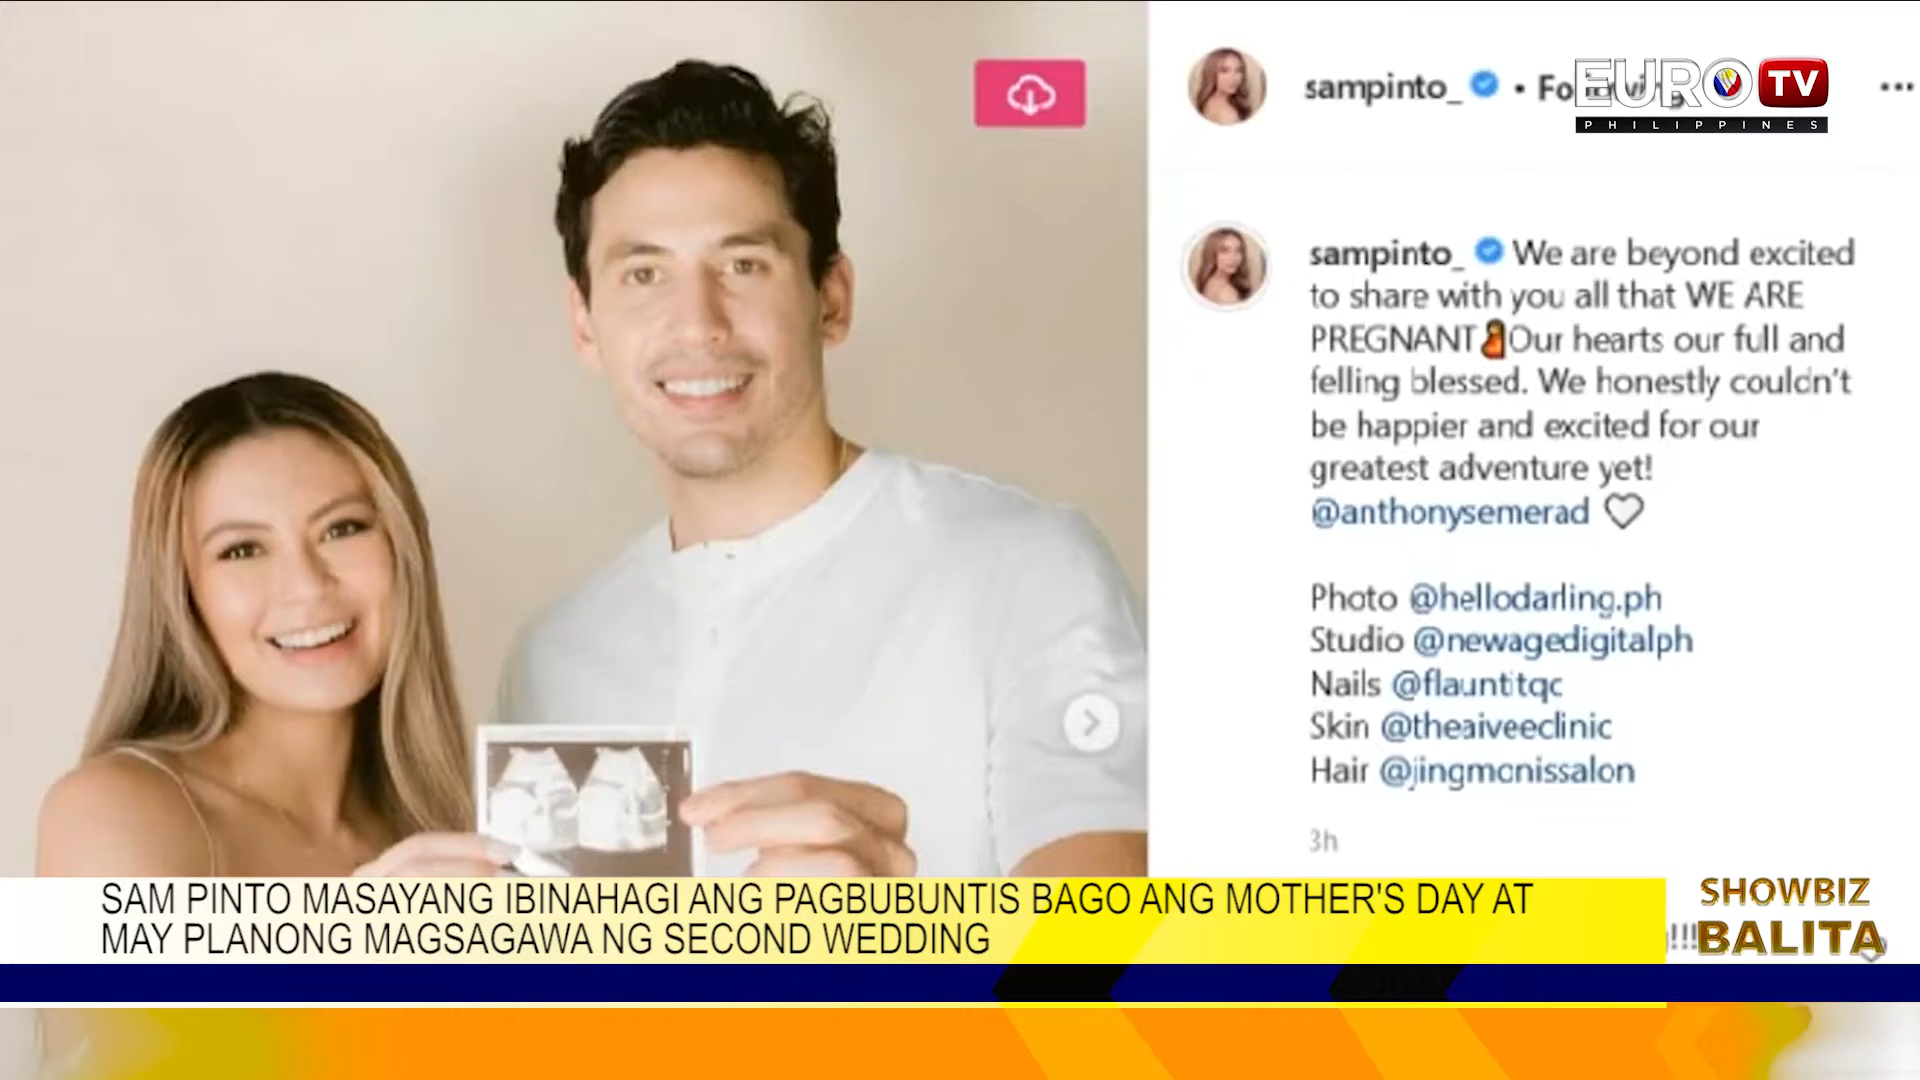 sampinto_ • Following
EURO TV
PHILIPPINES
sampinto_ We are beyond excited
to share with you all that WE ARE
PREGNANT Our hearts our full and
felling blessed. We honestly couldn't
be happier and excited for our
greatest adventure yet!
@anthonysemerad
Photo @hellodarling.ph
Studio @newagedigitalph
Nails @flauntitqc
Skin @theaiveeclinic
Hair @jingmonissalon
3h
SAM PINTO MASAYANG IBINAHAGI ANG PAGBUBUNTIS BAGO ANG MOTHER'S DAY AT
MAY PLANONG MAGSAGAWA NG SECOND WEDDING
!!!
SHOWBIZ
BALITA